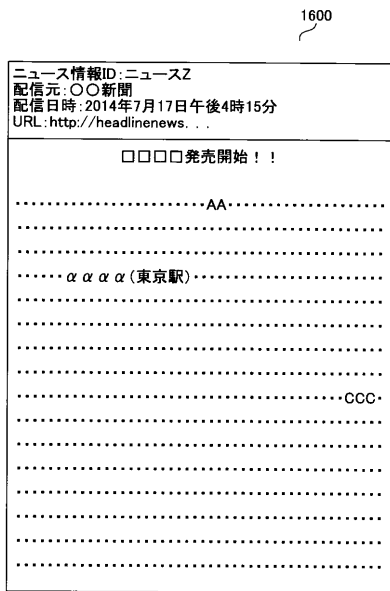 1600
ニュース情報ID:ニュースZ
配信元:〇〇新聞
配信日時:2014年7月17日午後4時15分
URL:http://headlinenews. . .
□□□□発売開始!!
・・・・・・・・・・・・・・・・・・・・・・・AA・・・・・・・・・・・・・・・・・・・
・・・・・・・・・・・・・・・・・・・・・・・・・・・・・・・・・・・・・・・・・・・・
・・・・・・・・・・・・・・・・・・・・・・・・・・・・・・・・・・・・・・・・・・・・
・・・・・・αααα(東京駅)・・・・・・・・・・・・・・・・・・・・・・・
・・・・・・・・・・・・・・・・・・・・・・・・・・・・・・・・・・・・・・・・・・・・
・・・・・・・・・・・・・・・・・・・・・・・・・・・・・・・・・・・・・・・・・・・・
・・・・・・・・・・・・・・・・・・・・・・・・・・・・・・・・・・・・・・・・・・・・
・・・・・・・・・・・・・・・・・・・・・・・・・・・・・・・・・・・・・・・・・・・・
・・・・・・・・・・・・・・・・・・・・・・・・・・・・・・・・・・・・・・・CCC・
・・・・・・・・・・・・・・・・・・・・・・・・・・・・・・・・・・・・・・・・・・・・
・・・・・・・・・・・・・・・・・・・・・・・・・・・・・・・・・・・・・・・・・・・・
・・・・・・・・・・・・・・・・・・・・・・・・・・・・・・・・・・・・・・・・・・・・
・・・・・・・・・・・・・・・・・・・・・・・・・・・・・・・・・・・・・・・・・・・・
・・・・・・・・・・・・・・・・・・・・・・・・・・・・・・・・・・・・・・・・・・・・
・・・・・・・・・・・・・・・・・・・・・・・・・・・・・・・・・・・・・・・・・・・・
・・・・・・・・・・・・・・・・・・・・・・・・・・・・・・・・・・・・・・・・・・・・